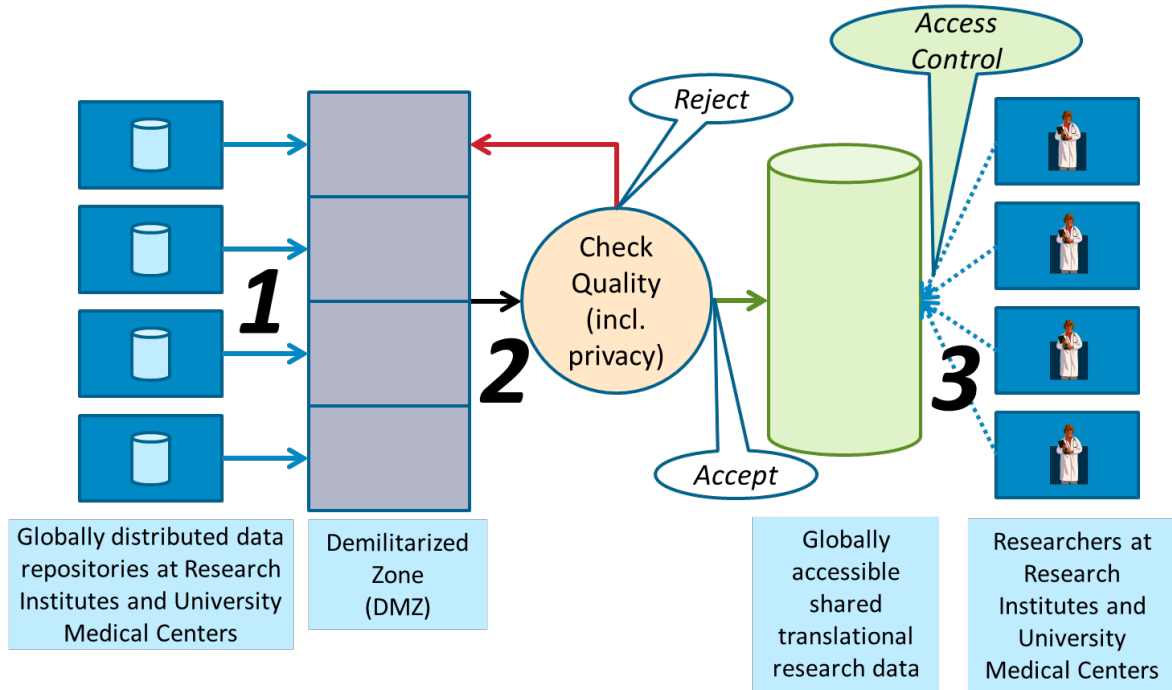 Access
Control
Reject
1
2
3
Check
Quality
(incl.
privacy)
Accept
Globally distributed data
repositories at Research
Institutes and University
Medical Centers
Demilitarized
Zone
(DMZ)
Globally
accessible
shared
translational
research data
Researchers at
Research
Institutes and
University
Medical Centers